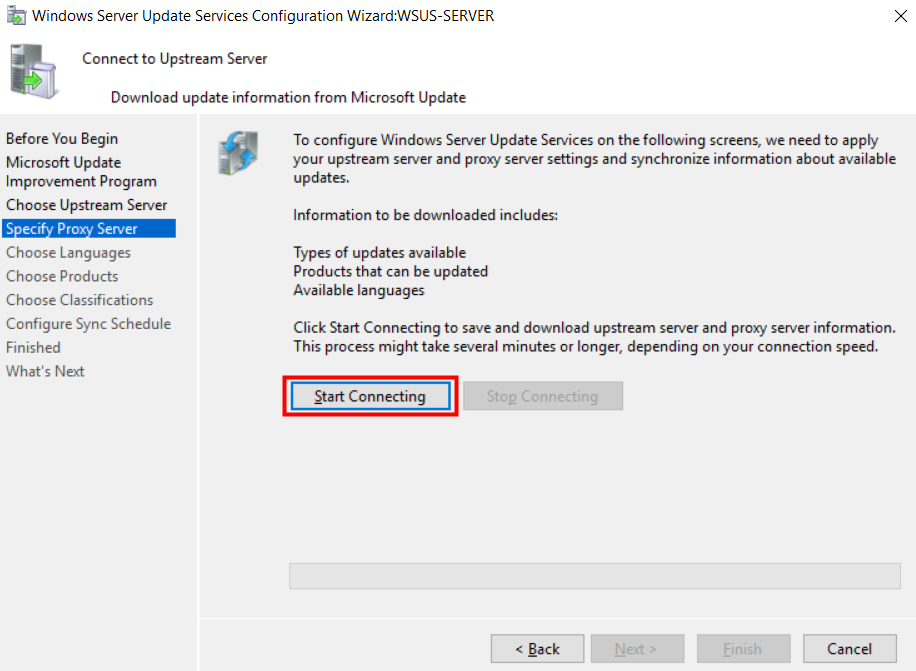 Windows Server Update Services Configuration Wizard:WSUS-SERVER
Connect to Upstream Server
Download update information from Microsoft Update
Before You Begin
Microsoft Update
Improvement Program
Choose Upstream Server
Specify Proxy Server
Choose Languages
Choose Products
Choose Classifications
Configure Sync Schedule
Finished
What's Next
To configure Windows Server Update Services on the following screens, we need to apply
your upstream server and proxy server settings and synchronize information about available
updates.
Information to be downloaded includes:
Types of updates available
Products that can be updated
Available languages
Click Start Connecting to save and download upstream server and proxy server information.
This process might take several minutes or longer, depending on your connection speed.
Start Connecting
Stop Connecting
< Back
Next >
Finish
Cancel